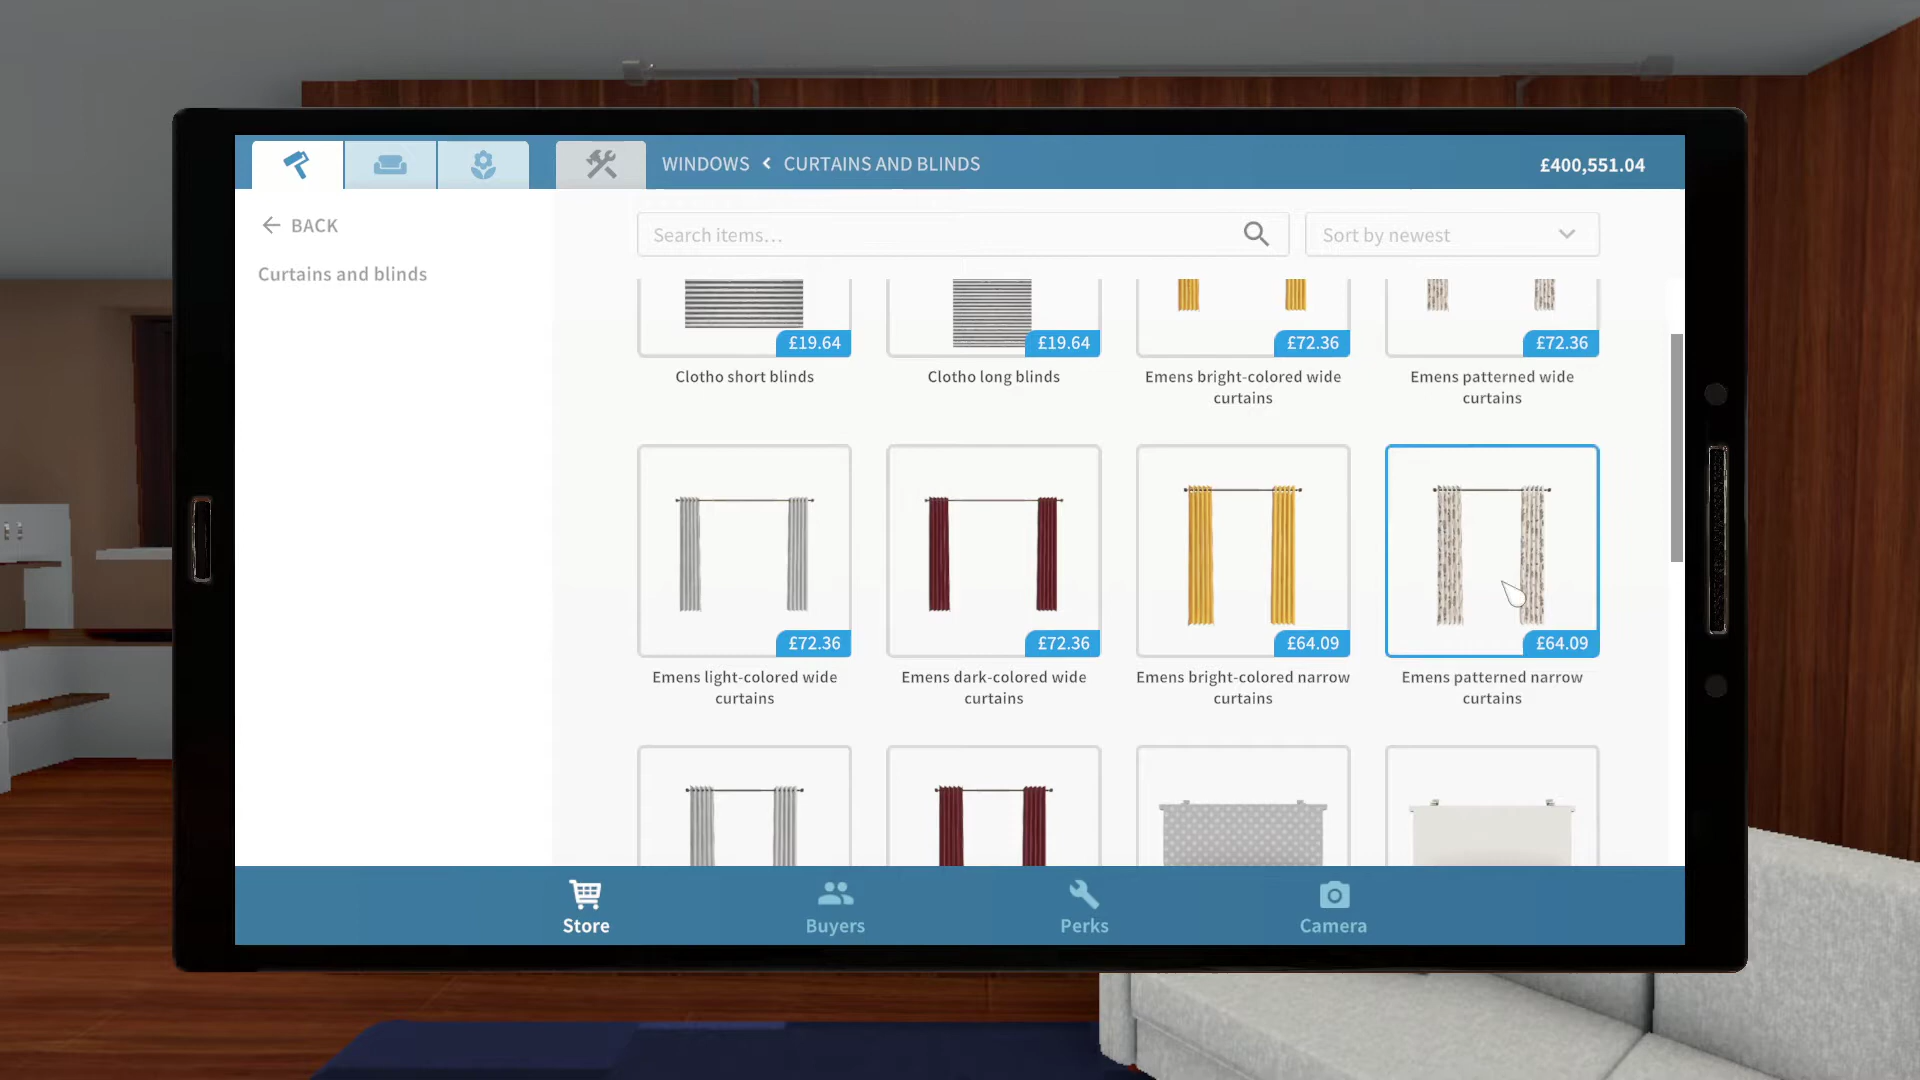 WINDOWS < CURTAINS AND BLINDS
£400,551.04
BACK
Curtains and blinds
Search items...
Sort by newest
£19.64
£19.64
£72.36
£72.36
Clotho short blinds
Clotho long blinds
Emens bright-colored wide
curtains
Emens patterned wide
curtains
£72.36
£72.36
£64.09
£64.09
Emens light-colored wide
curtains
Emens dark-colored wide
curtains
Emens bright-colored narrow
curtains
Emens patterned narrow
curtains
Store
Buyers
Perks
Camera